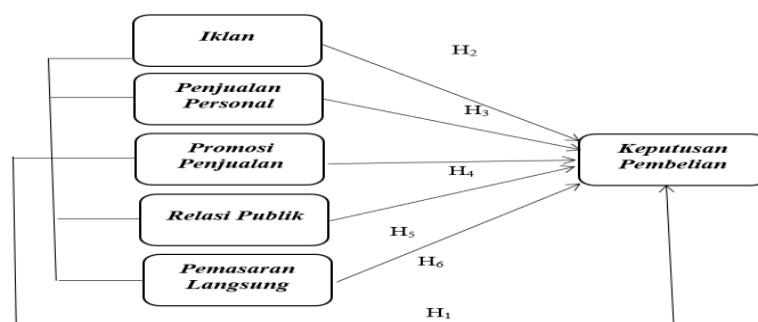 Iklan
H₂
Penjualan
Personal
H₃
Promosi
Penjualan
Keputusan
Pembelian
H₄
Relasi Publik
H₅
H₆
Pemasaran
Langsung
H₁